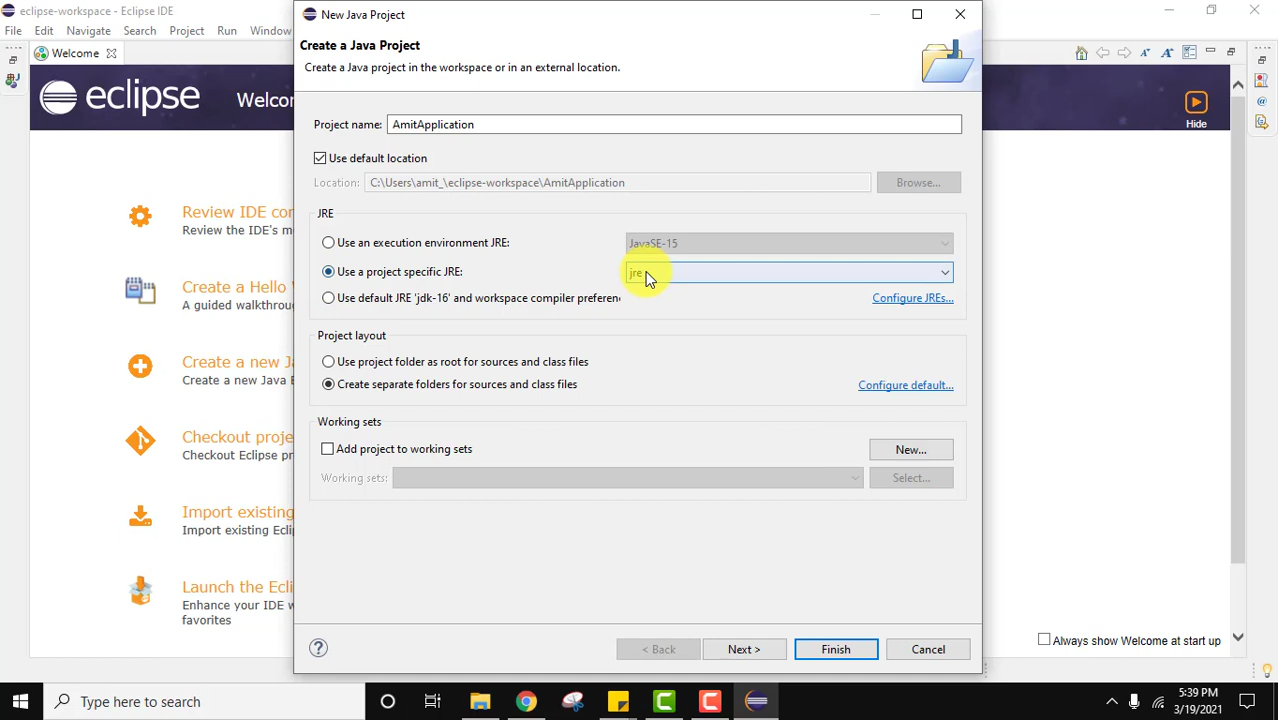 eclipse-workspace - Eclipse IDE
File Edit Navigate Search Project Run Window
Welcome
eclipse Welcor
Hide
Review IDE con
Review the IDE's m
Create a Hello
A guided walkthrou
Create a new Ja
Create a new Java E
Checkout proje
Checkout Eclipse pr
Import existing
Import existing Ecli
Launch the Ecli
Enhance your IDE w
favorites
Always show Welcome at start up
New Java Project
Create a Java Project
Create a Java project in the workspace or in an external location.
Project name: AmitApplication
Use default location
Location: C:\Users\amit_\eclipse-workspace\AmitApplication Browse...
JRE
Use an execution environment JRE: JavaSE-15
Use a project specific JRE: jre
Use default JRE 'jdk-16' and workspace compiler preferen Configure JREs...
Project layout
Use project folder as root for sources and class files
Create separate folders for sources and class files Configure default...
Working sets
Add project to working sets New...
Working sets: Select...
? < Back Next > Finish Cancel
Type here to search
5:39 PM
3/19/2021